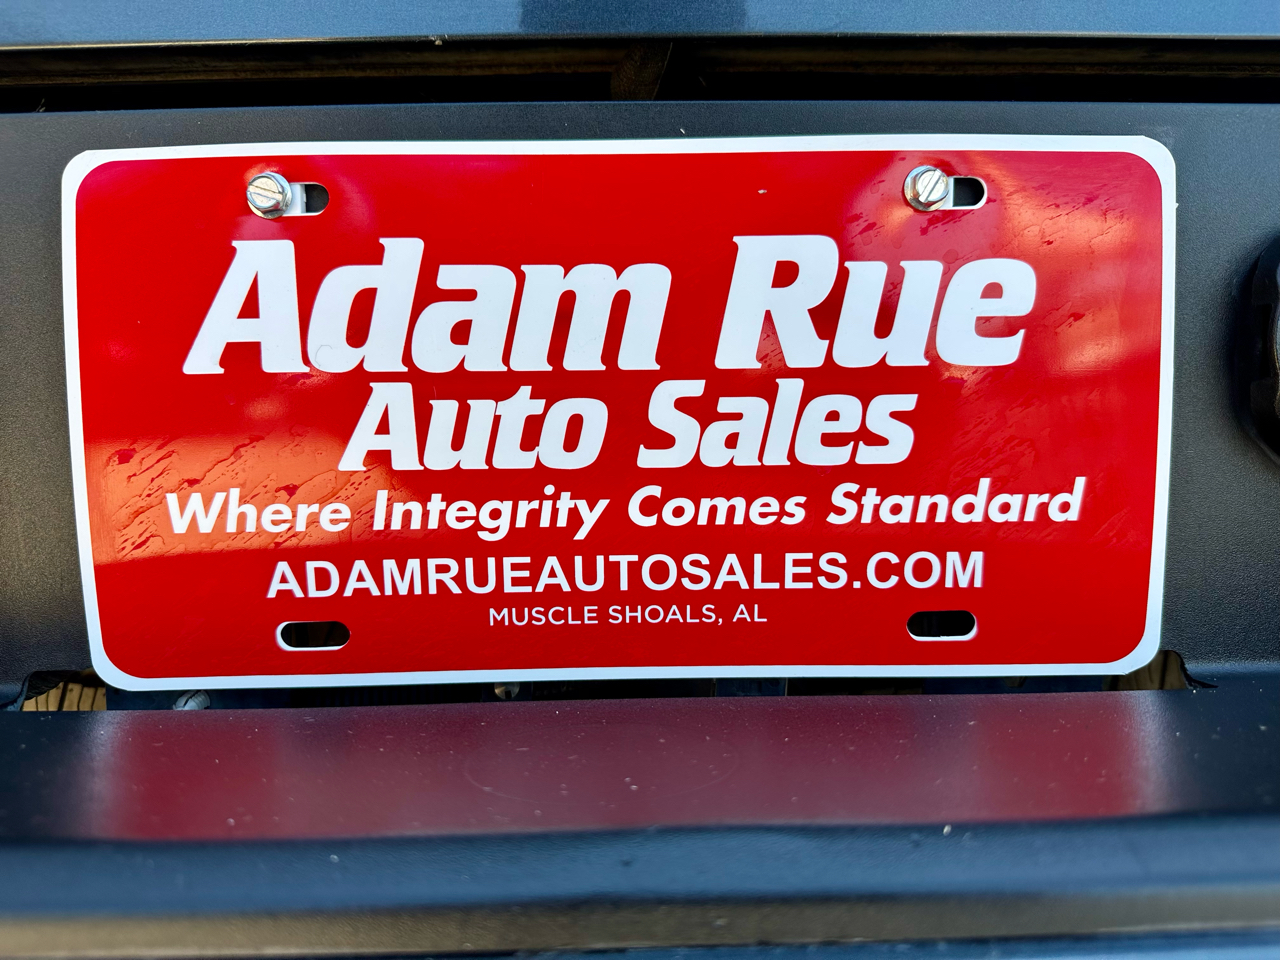 Adam Rue
Auto Sales
Where Integrity Comes Standard
ADAMRUEAUTOSALES.COM
MUSCLE SHOALS, AL